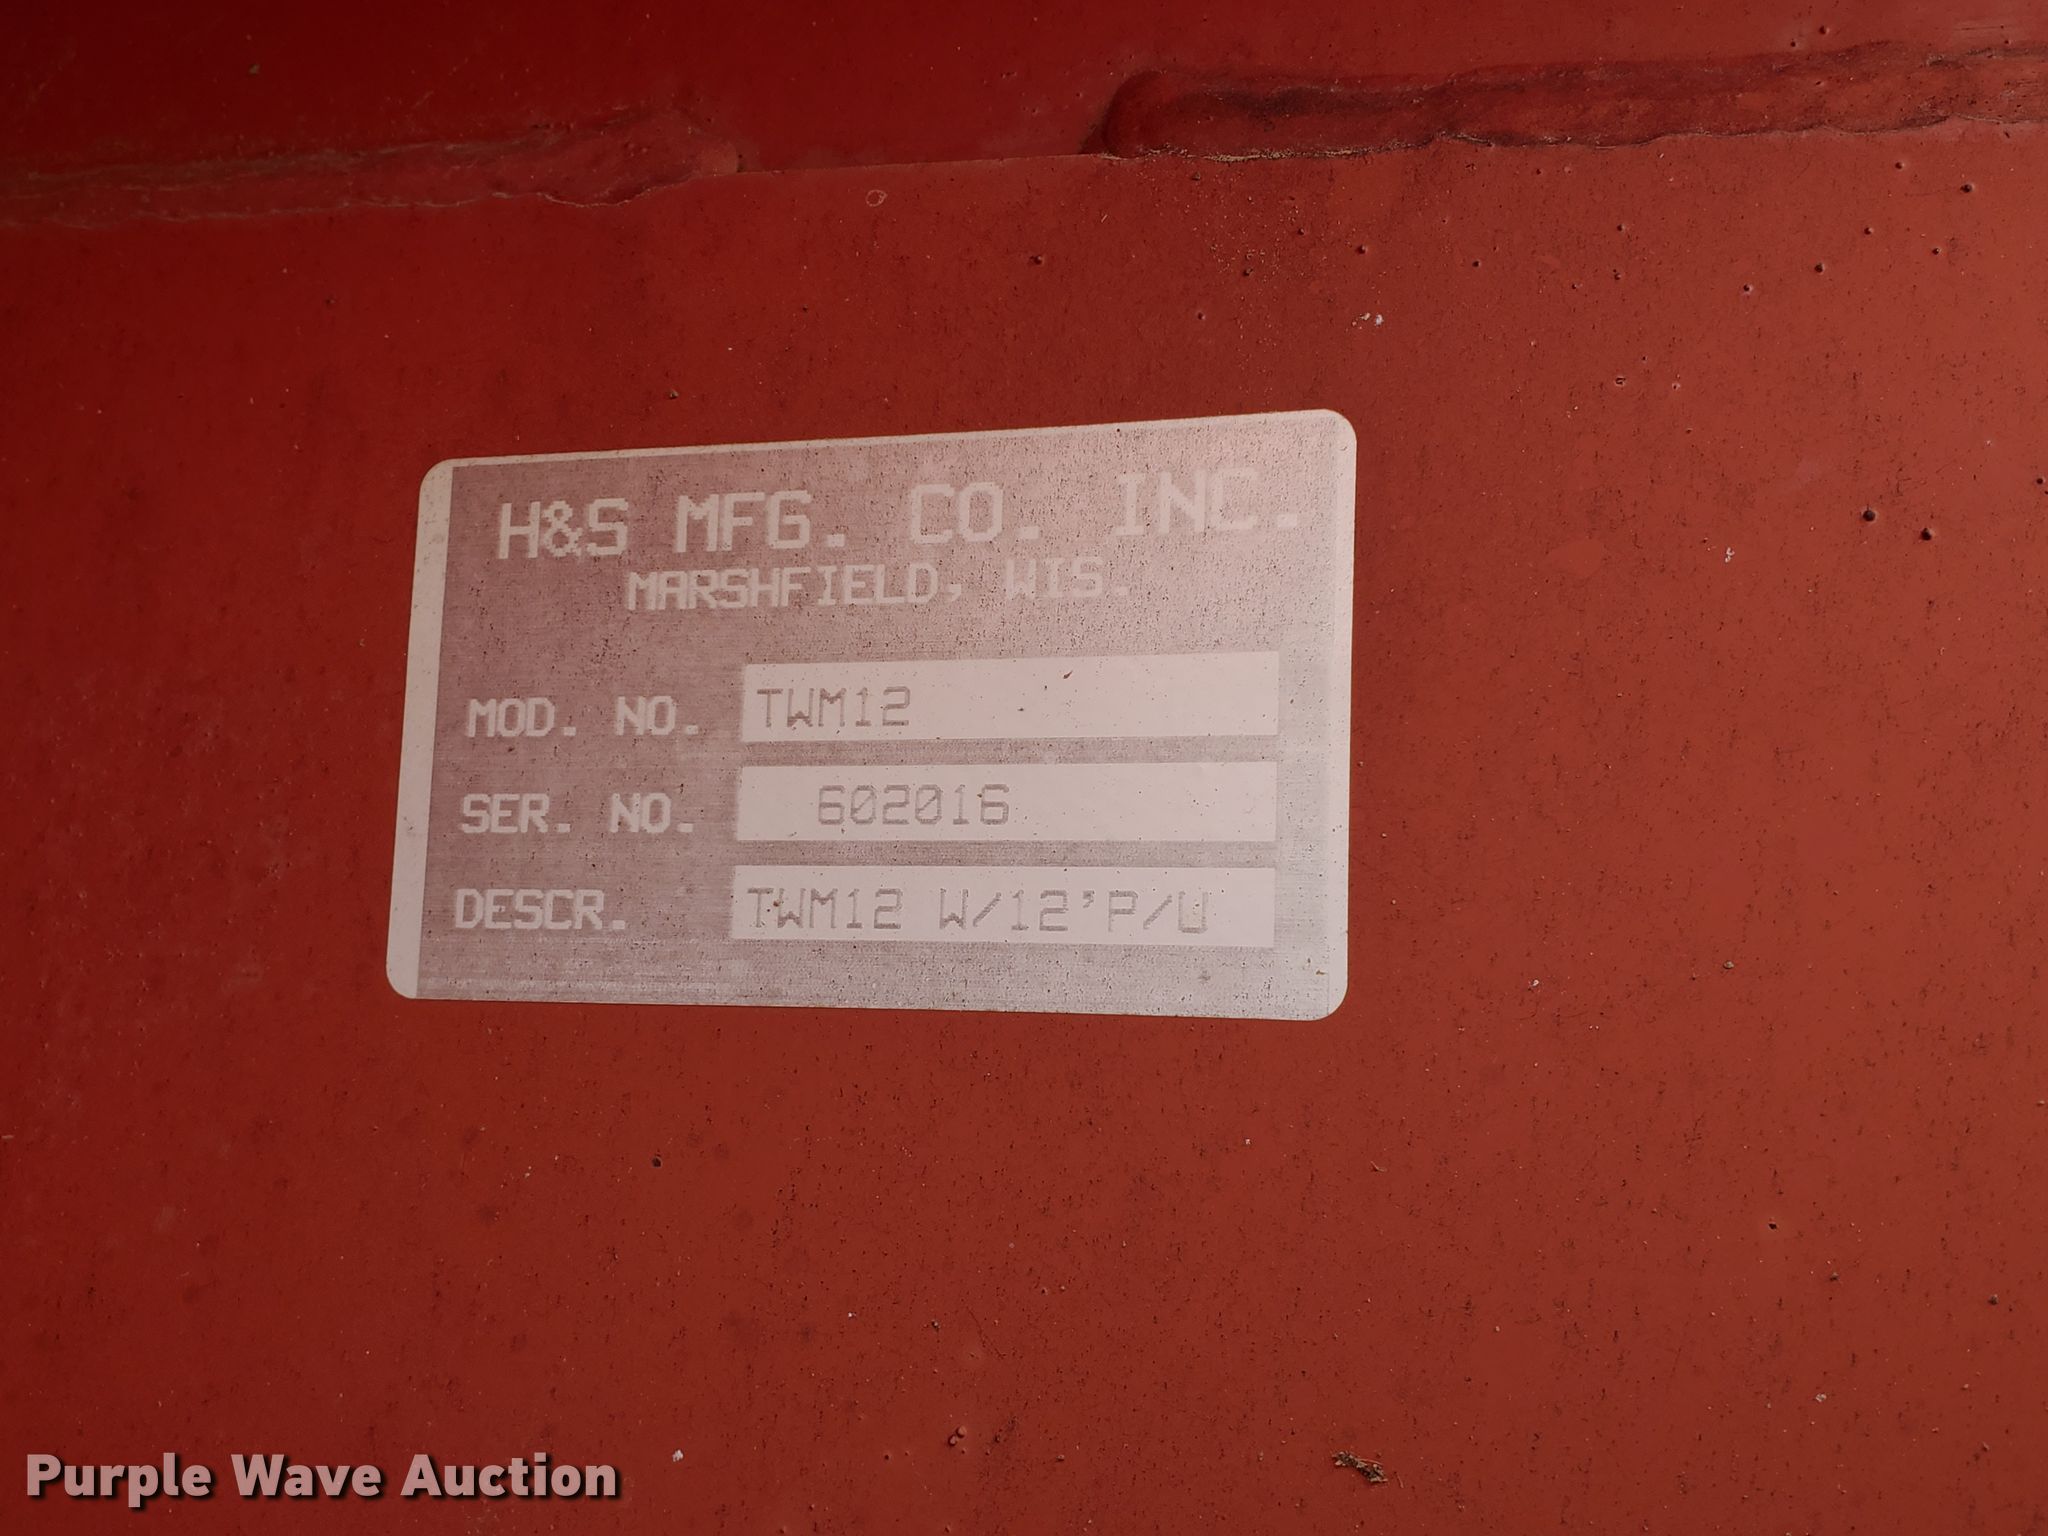 H&S MFG. CO. INC.
MARSHFIELD, WIS.
MOD. NO. TWM12
SER. NO. 602016
DESCR. TWM12 W/12'P/U
Purple Wave Auction